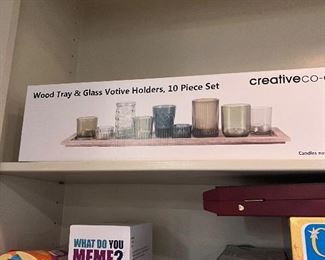 Wood Tray & Glass Votive Holders, 10 Piece Set
creativeco-
Candles
WHAT DO YOU
MEME?